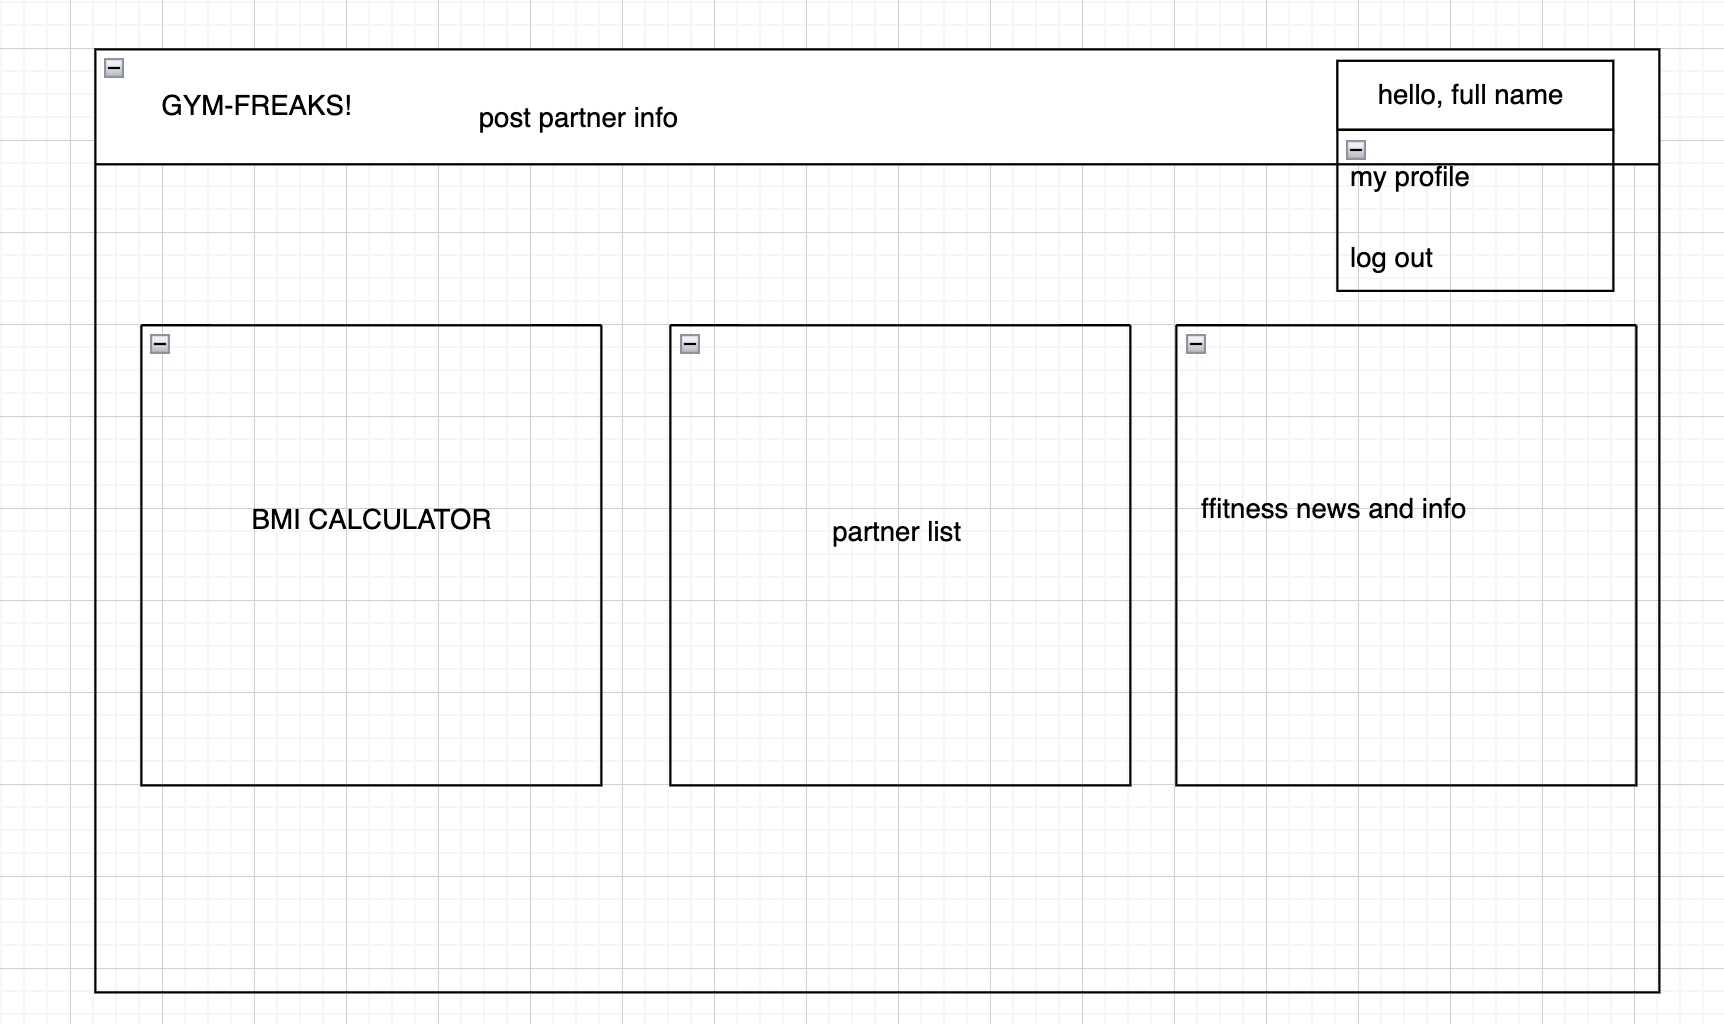 GYM-FREAKS!
post partner info
hello, full name
my profile
log out
BMI CALCULATOR
partner list
ffitness news and info